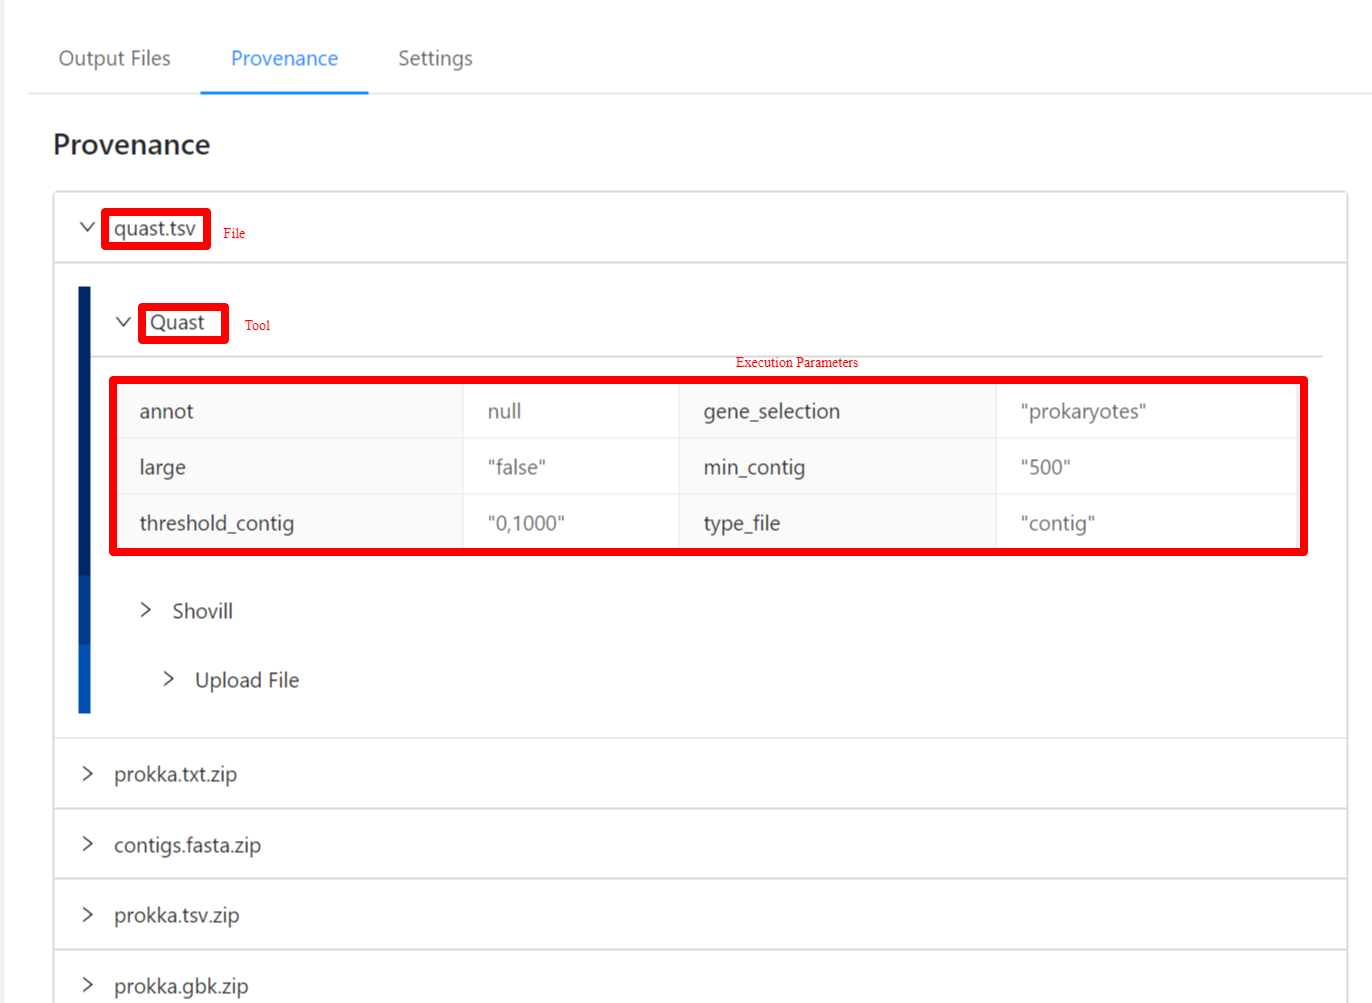 Output Files Provenance Settings
Provenance
quast.tsv File
Quast Tool
Execution Parameters
annot null gene_selection "prokaryotes"
large "false" min_contig "500"
threshold_contig "0,1000" type_file "contig"
Shovill
Upload File
prokka.txt.zip
contigs.fasta.zip
prokka.tsv.zip
prokka.gbk.zip